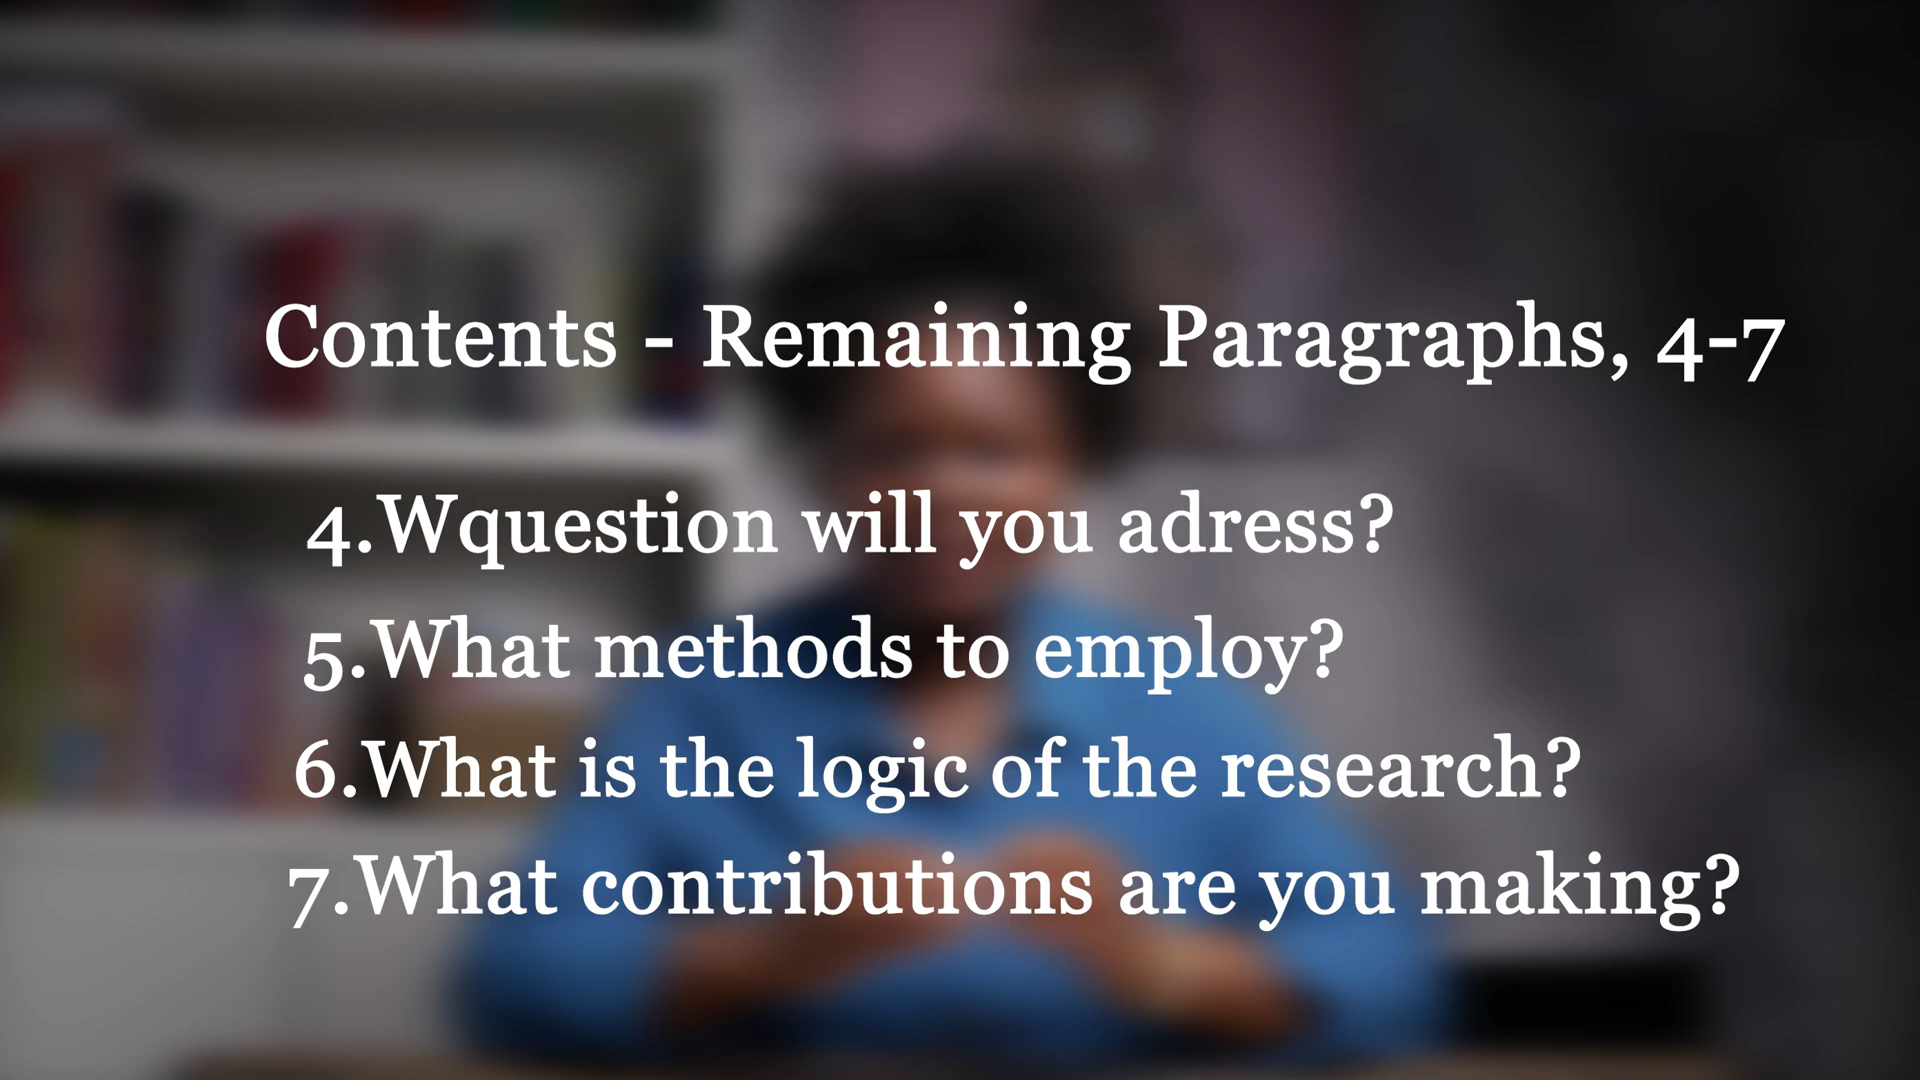 Contents - Remaining Paragraphs, 4-7
4.Wquestion will you adress?
5.What methods to employ?
6.What is the logic of the research?
7.What contributions are you making?